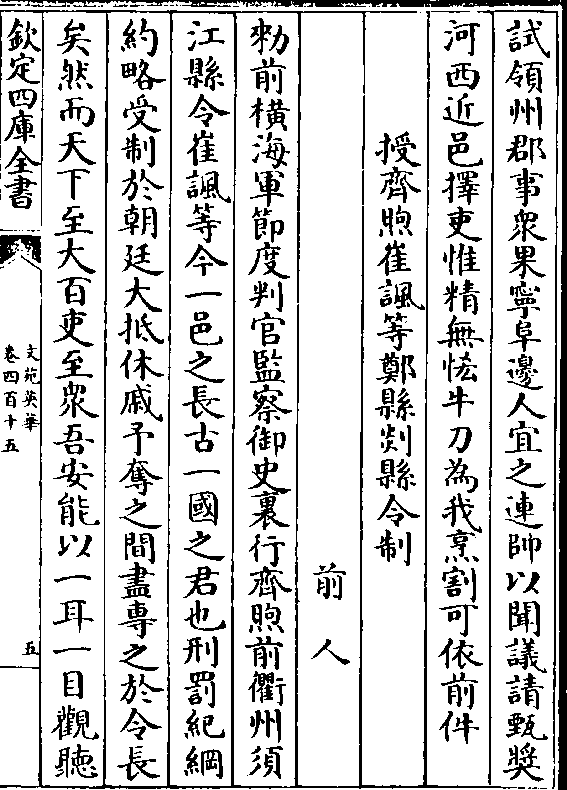 試領州郡事衆果寧阜邊人宜之連帥以聞議請甄奬
河西近邑擇吏惟精無恡牛刀為我烹割可依前件
授齊煦崔諷等鄭縣剡縣令制
前人
勑前橫海軍節度判官監察御史裏行齊煦前衢州須
江縣令崔諷等今一邑之長古一國之君也刑罰紀綱
約略受制於朝廷大抵休戚予奪之間盡專之於令長
矣然而天下至大百吏至衆吾安能以一耳一目觀聽
欽定四庫全書
文苑英華
卷四百十五
五